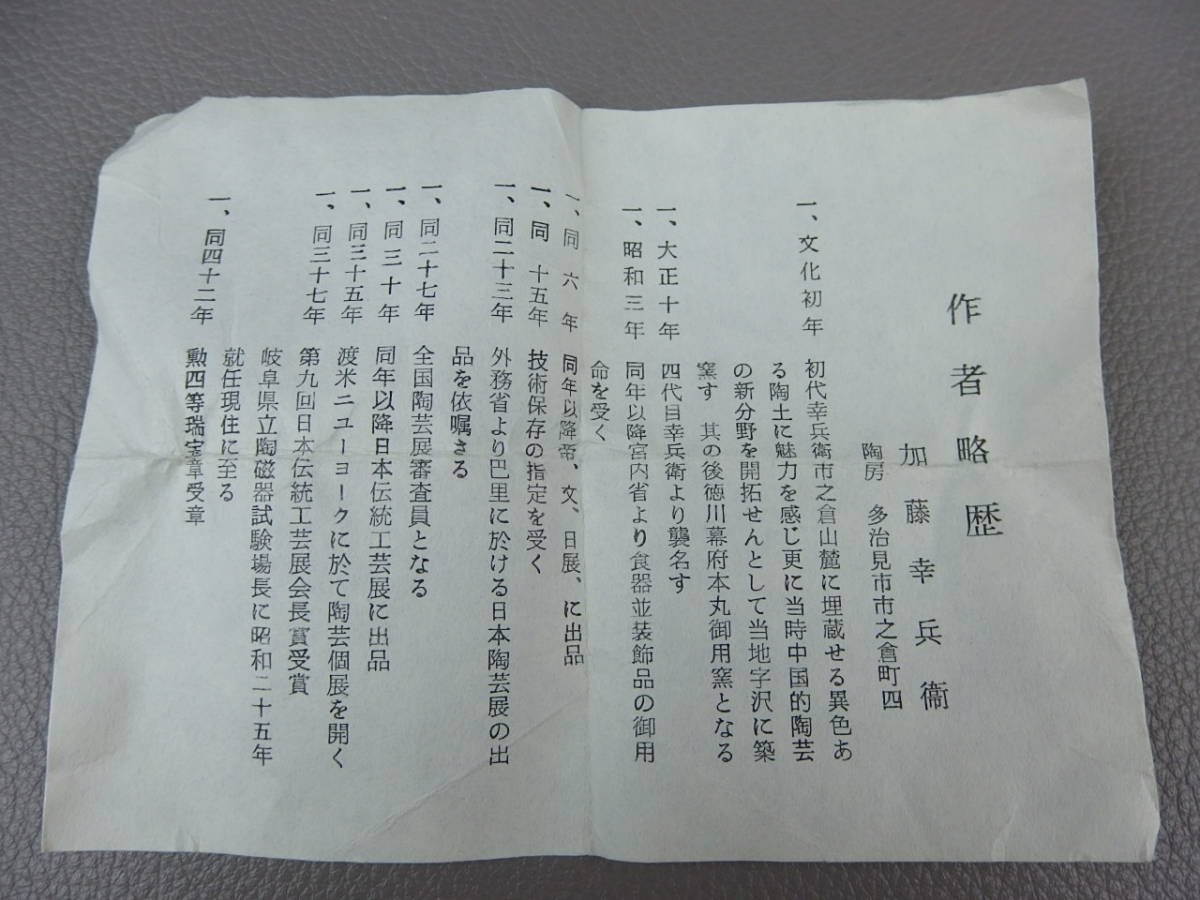 作者略歴
加藤幸兵衞
陶房　多治見市市之倉町四
一、文化初年　初代幸兵衛市之倉山麓に埋蔵せる異色あ
る陶土に魅力を感じ更に当時中国的陶芸
の新分野を開拓せんとして当地字沢に築
窯す　其の後徳川幕府本丸御用窯となる
一、大正十年　四代目幸兵衛より襲名す
一、昭和三年　同年以降宮内省より食器並装飾品の御用
命を受く
一、同　六　年　同年以降帝、文、日展、に出品
一、同　十五年　技術保存の指定を受く
一、同二十三年　外務省より巴里に於ける日本陶芸展の出
品を依嘱さる
一、同二十七年　全国陶芸展審査員となる
一、同三十年　同年以降日本伝統工芸展に出品
一、同三十五年　渡米ニユーヨークに於て陶芸個展を開く
一、同三十七年　第九回日本伝統工芸展会長賞受賞
岐阜県立陶磁器試験場長に昭和二十五年
就任現住に至る
一、同四十二年　勲四等瑞宝章受章